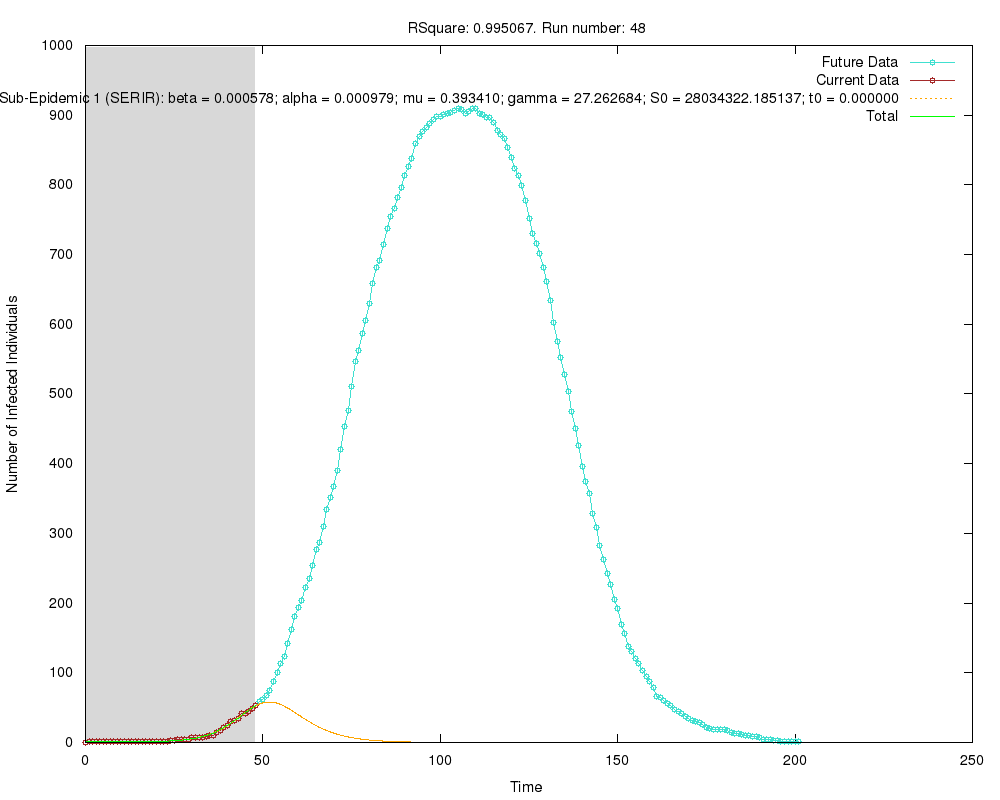 RSquare: 0.995067. Run number: 48
1000
900
800
700
600
500
400
300
200
100
0
Number of Infected Individuals
Future Data
Current Data
Sub-Epidemic 1 (SERIR): beta = 0.000578; alpha = 0.000979; mu = 0.393410; gamma = 27.262684; S0 = 28034322.185137; t0 = 0.000000
Total
0 50 100 150 200 250
Time